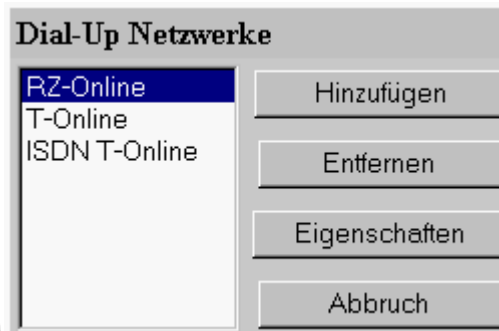 Dial-Up Netzwerke
RZ-Online
T-Online
ISDN T-Online
Hinzufügen
Entfernen
Eigenschaften
Abbruch